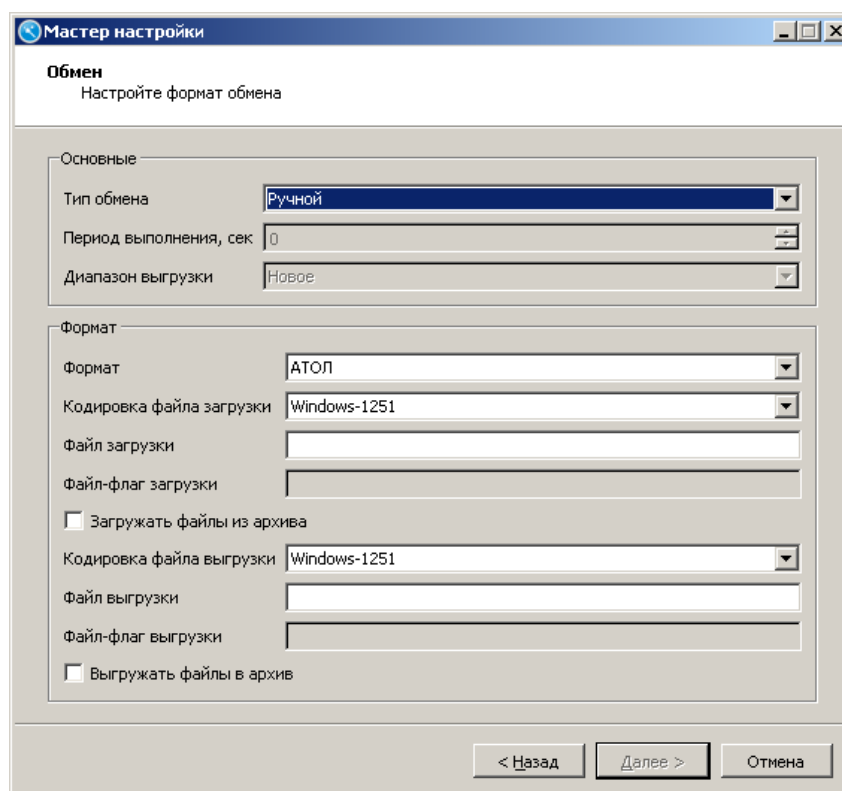 Мастер настройки
Обмен
Настройте формат обмена
Основные
Тип обмена Ручной
Период выполнения, сек 0
Диапазон выгрузки Новое
Формат
Формат АТОЛ
Кодировка файла загрузки Windows-1251
Файл загрузки
Файл-флаг загрузки
Загружать файлы из архива
Кодировка файла выгрузки Windows-1251
Файл выгрузки
Файл-флаг выгрузки
Выгружать файлы в архив
< Назад Далее > Отмена